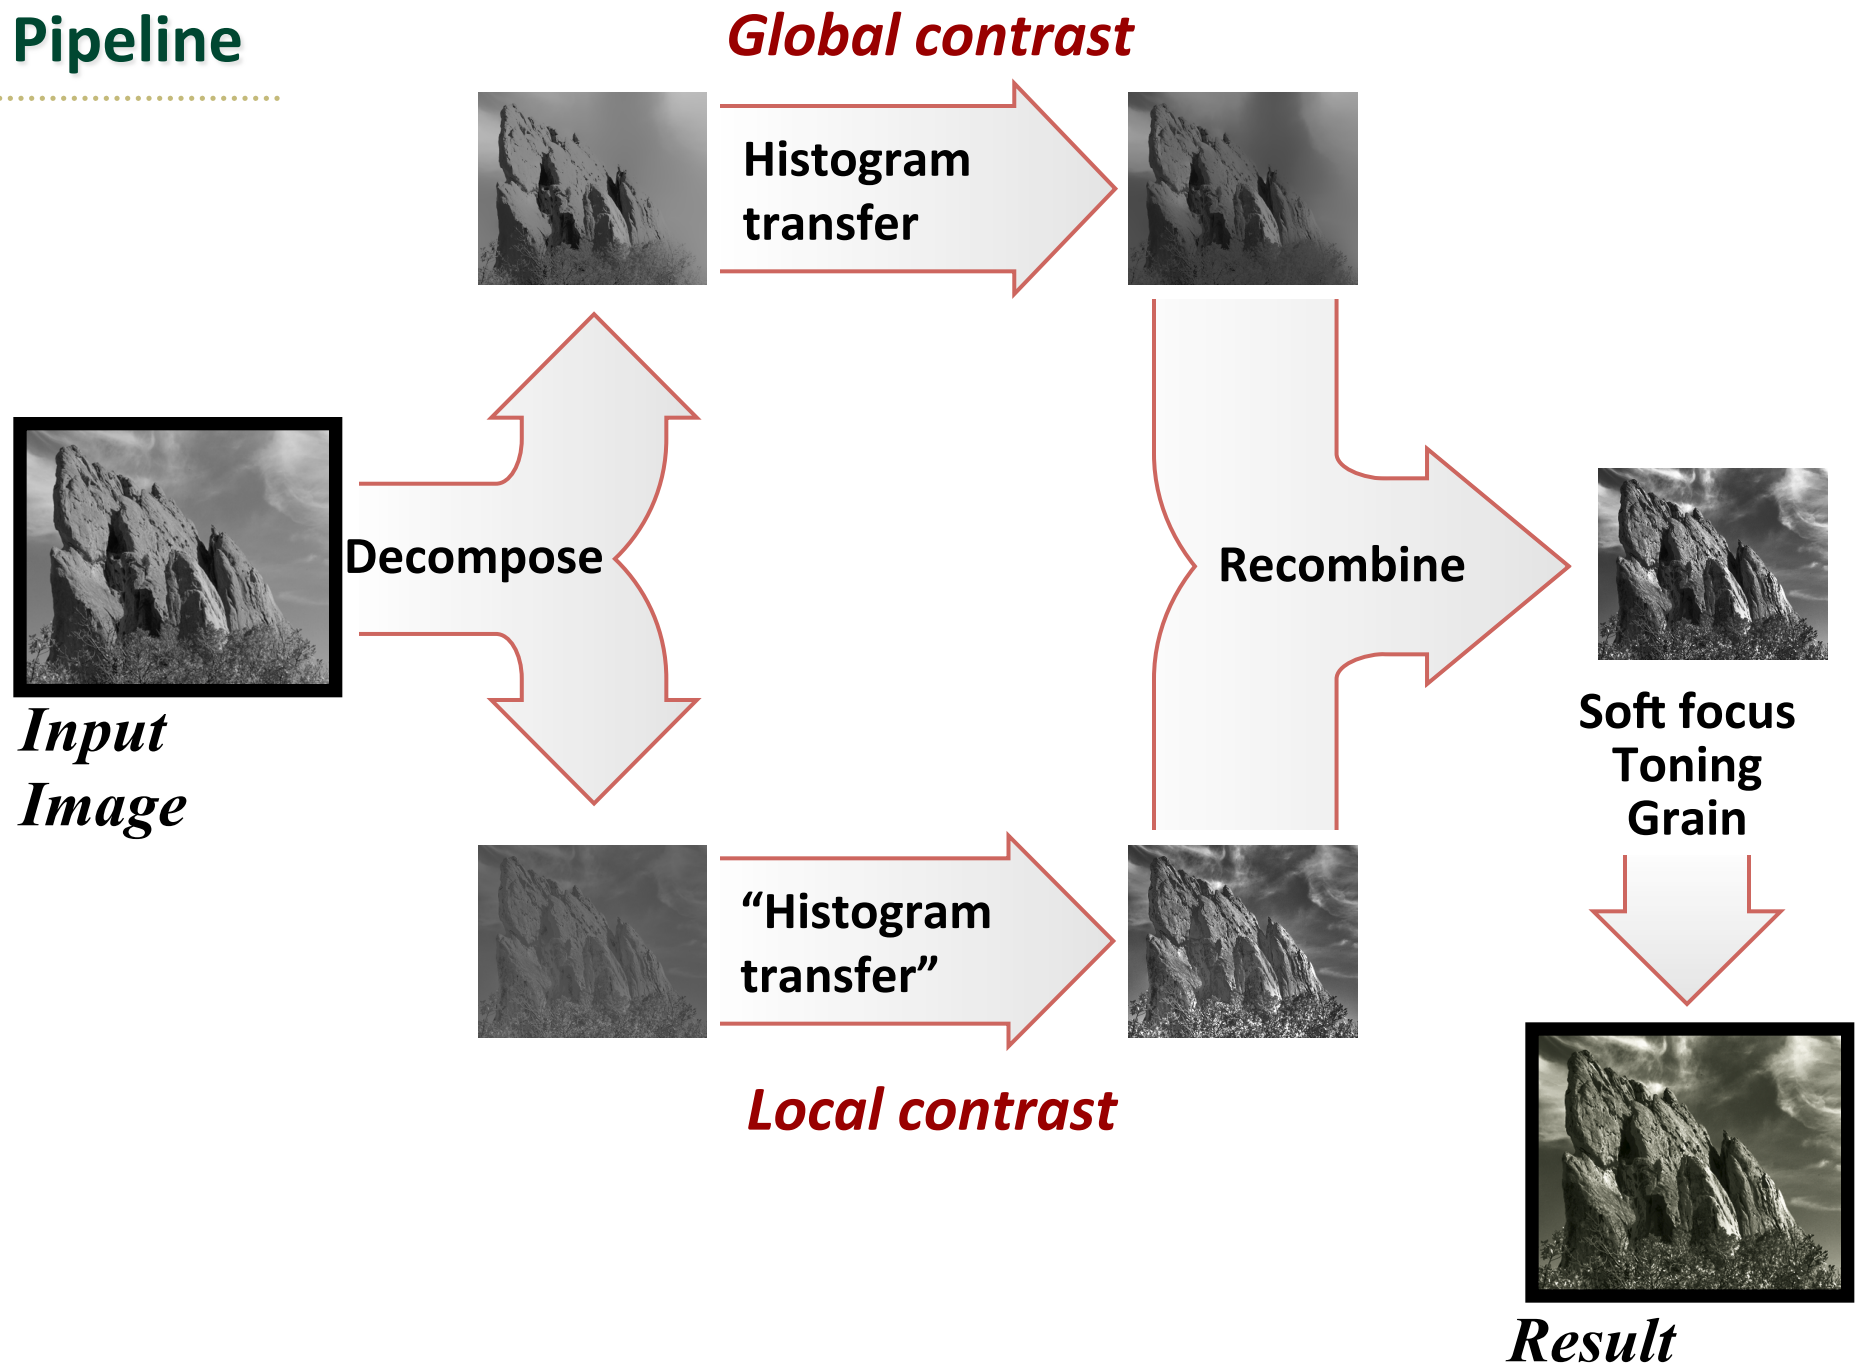 Pipeline
Global contrast
Histogram
transfer
Decompose
Input
Image
Recombine
Soft focus
Toning
Grain
“Histogram
transfer”
Local contrast
Result